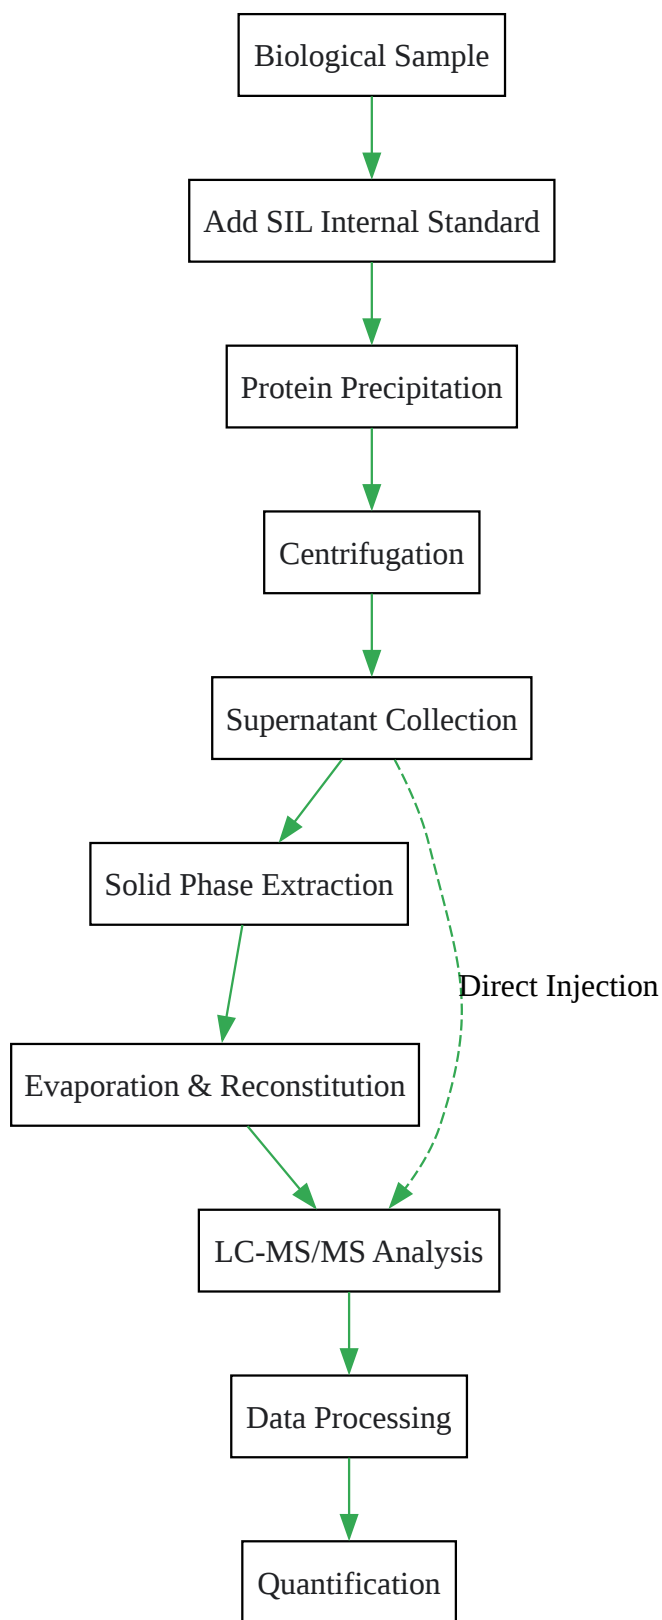 Biological Sample
Add SIL Internal Standard
Protein Precipitation
Centrifugation
Supernatant Collection
Solid Phase Extraction
Direct Injection
Evaporation & Reconstitution
LC-MS/MS Analysis
Data Processing
Quantification